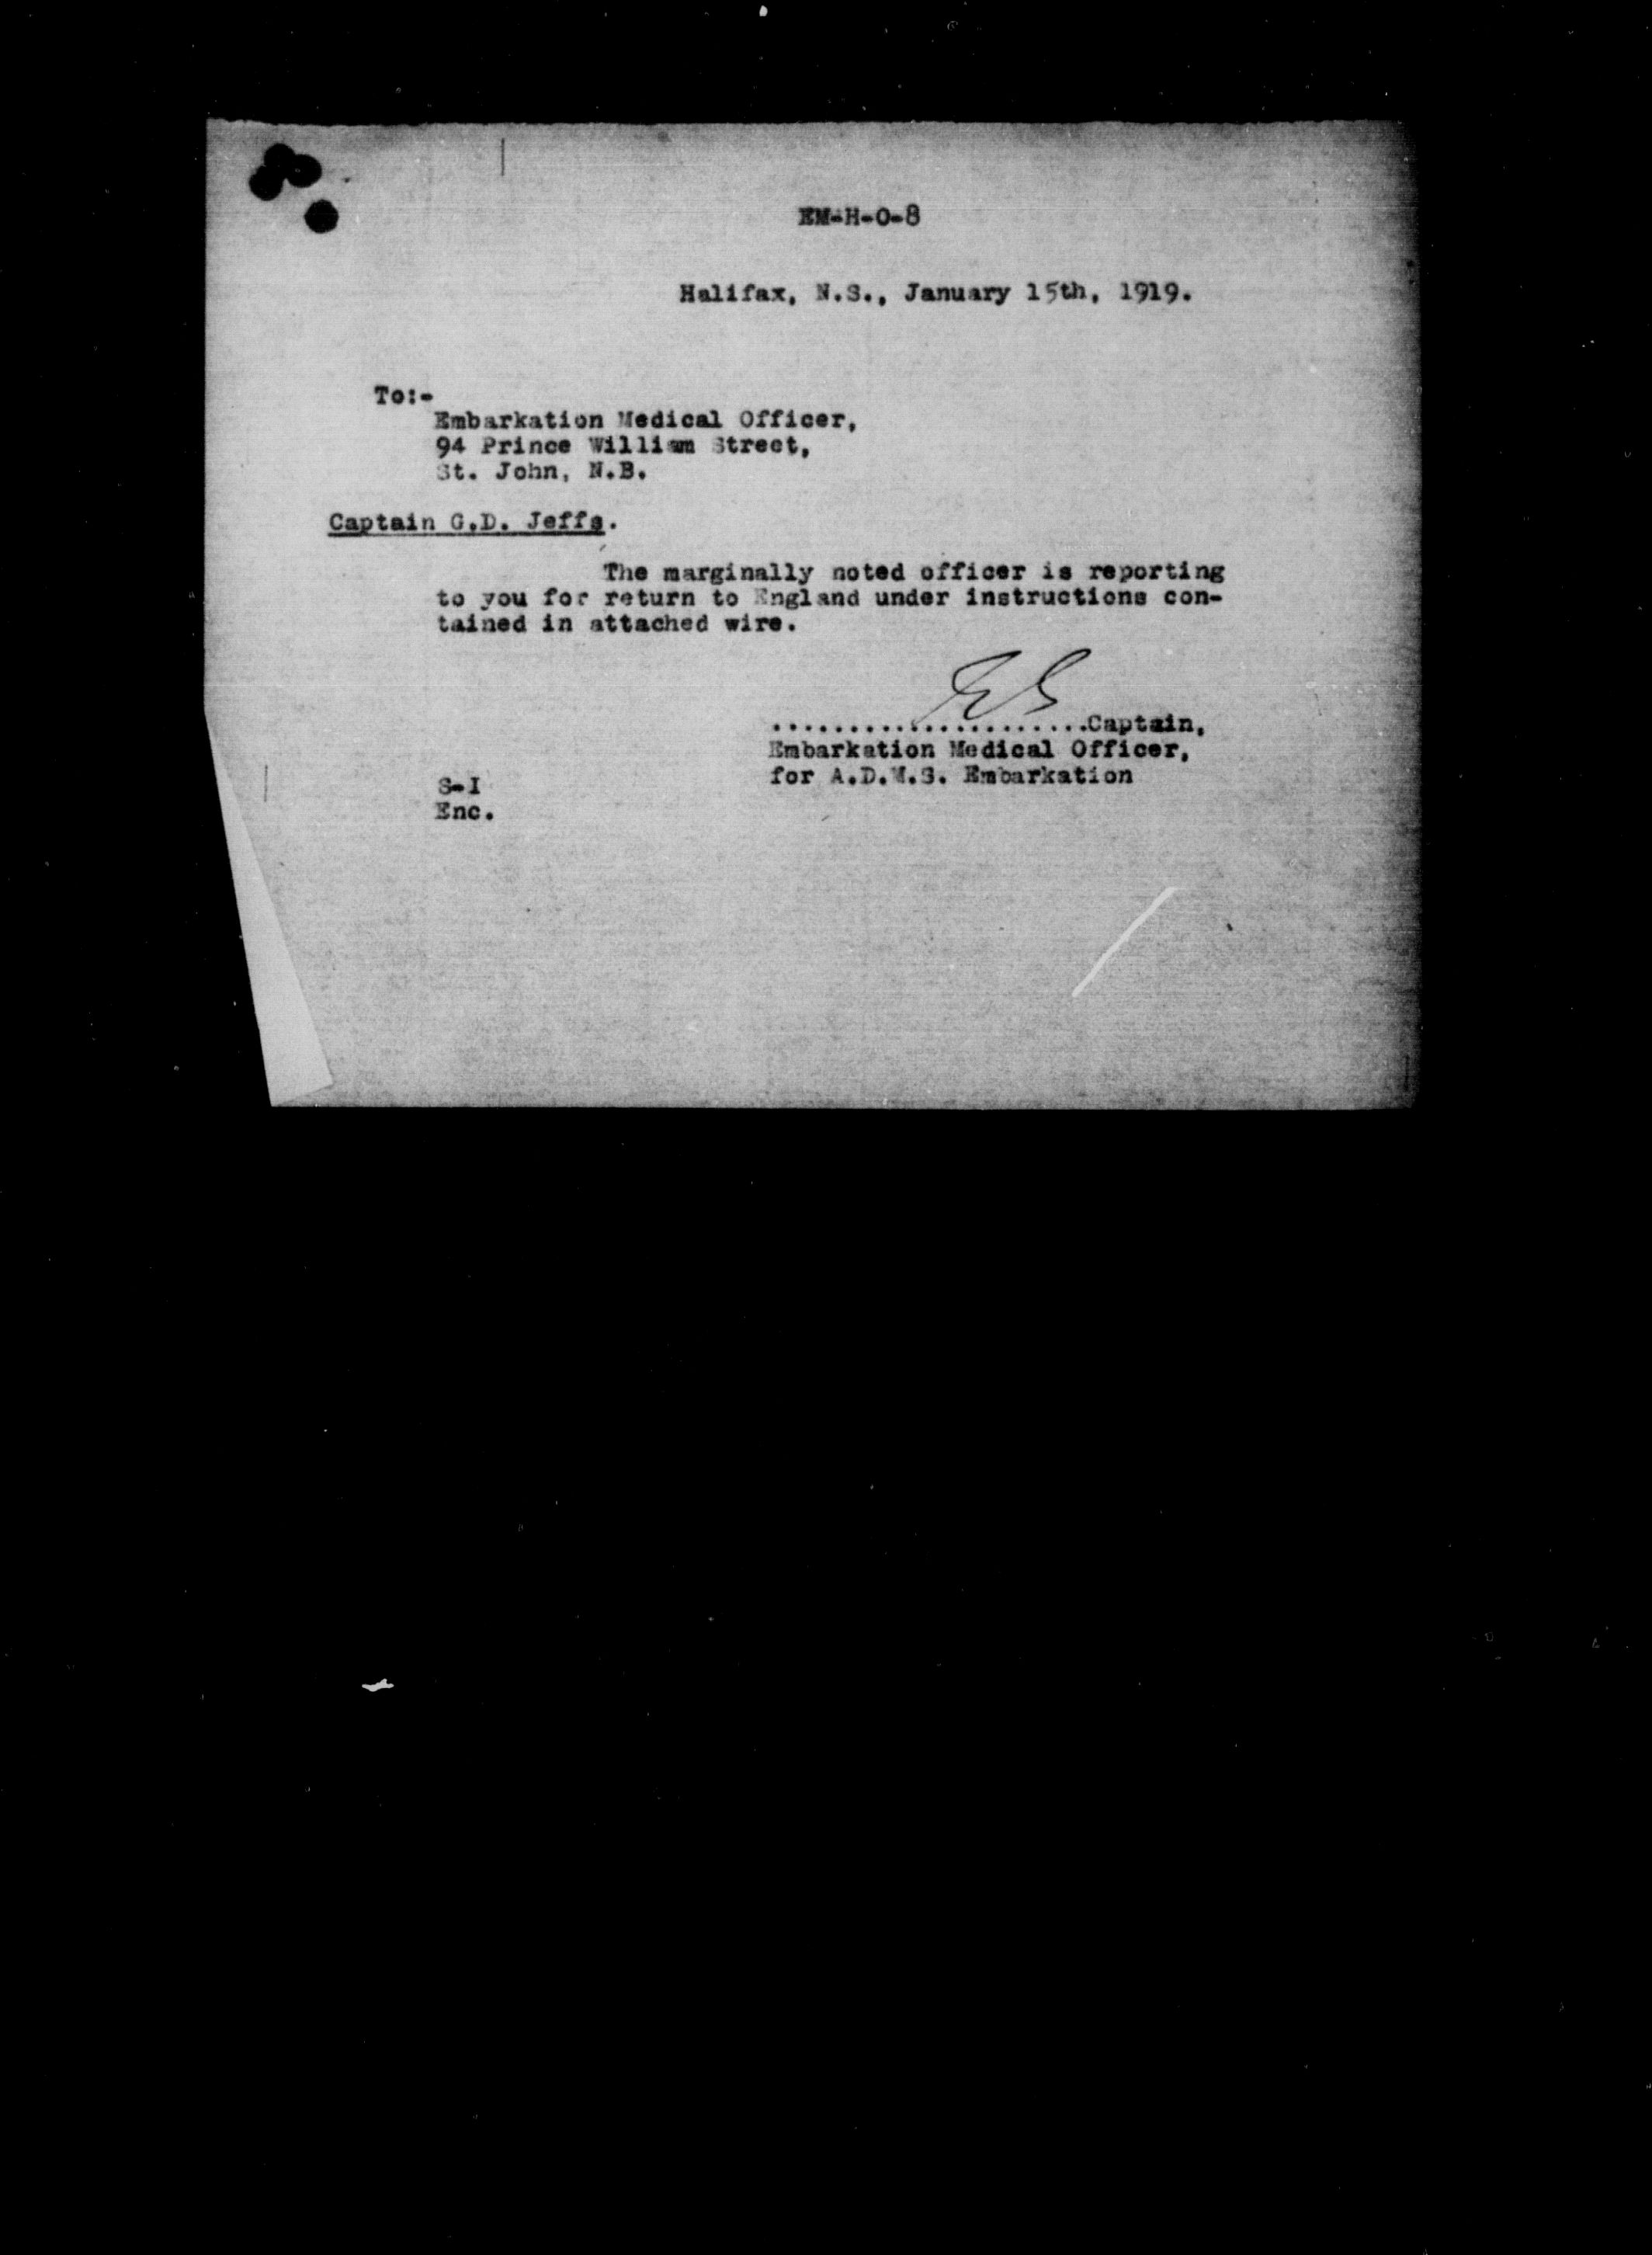 EM-H-O-8
Halifax, N.S., January 15th, 1919.
To:-
Embarkation Medical Officer,
94 Prince William Street,
St. John, N.B.
Captain G.D. Jeffs.
The marginally noted officer is reporting
to you for return to England under instructions con-
tained in attached wire.
......................Captain,
Embarkation Medical Officer,
for A.D.M.S. Embarkation
S-I
Enc.